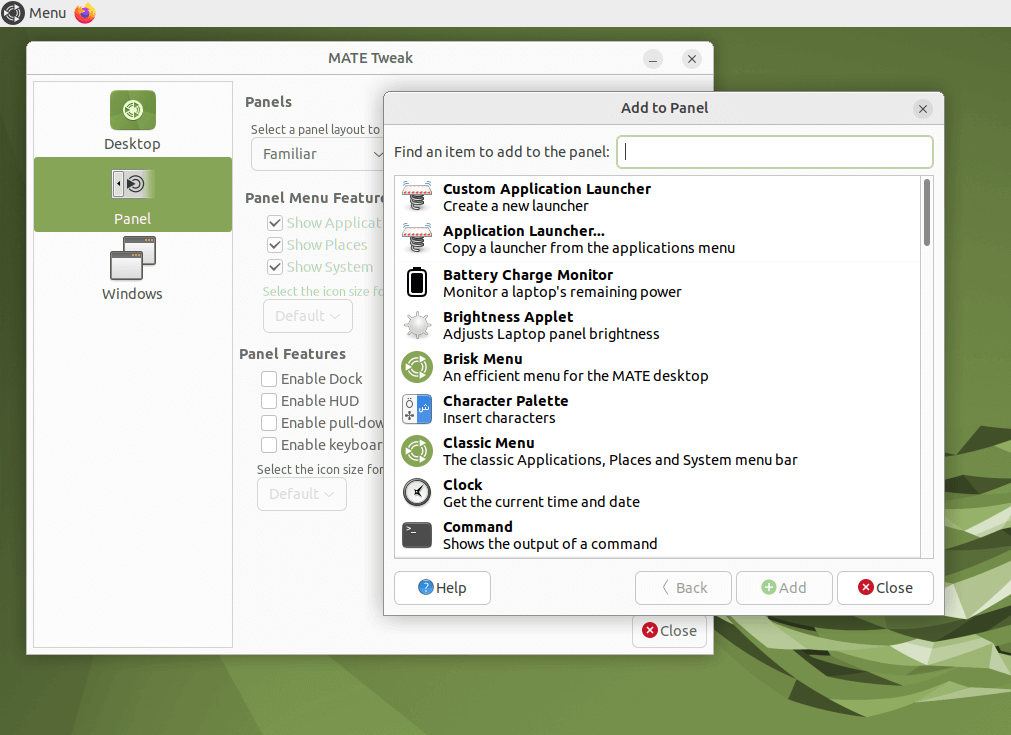 Menu
MATE Tweak
Desktop
Panel
Windows
Panels
Select a panel layout to
Familiar
Panel Menu Feature
Show Applicat
Show Places
Show System
Select the icon size fo
Default
Panel Features
Enable Dock
Enable HUD
Enable pull-dow
Enable keyboar
Select the icon size for
Default
Close
Add to Panel
Find an item to add to the panel:
Custom Application Launcher
Create a new launcher
Application Launcher...
Copy a launcher from the applications menu
Battery Charge Monitor
Monitor a laptop's remaining power
Brightness Applet
Adjusts Laptop panel brightness
Brisk Menu
An efficient menu for the MATE desktop
Character Palette
Insert characters
Classic Menu
The classic Applications, Places and System menu bar
Clock
Get the current time and date
Command
Shows the output of a command
Help
Back
Add
Close